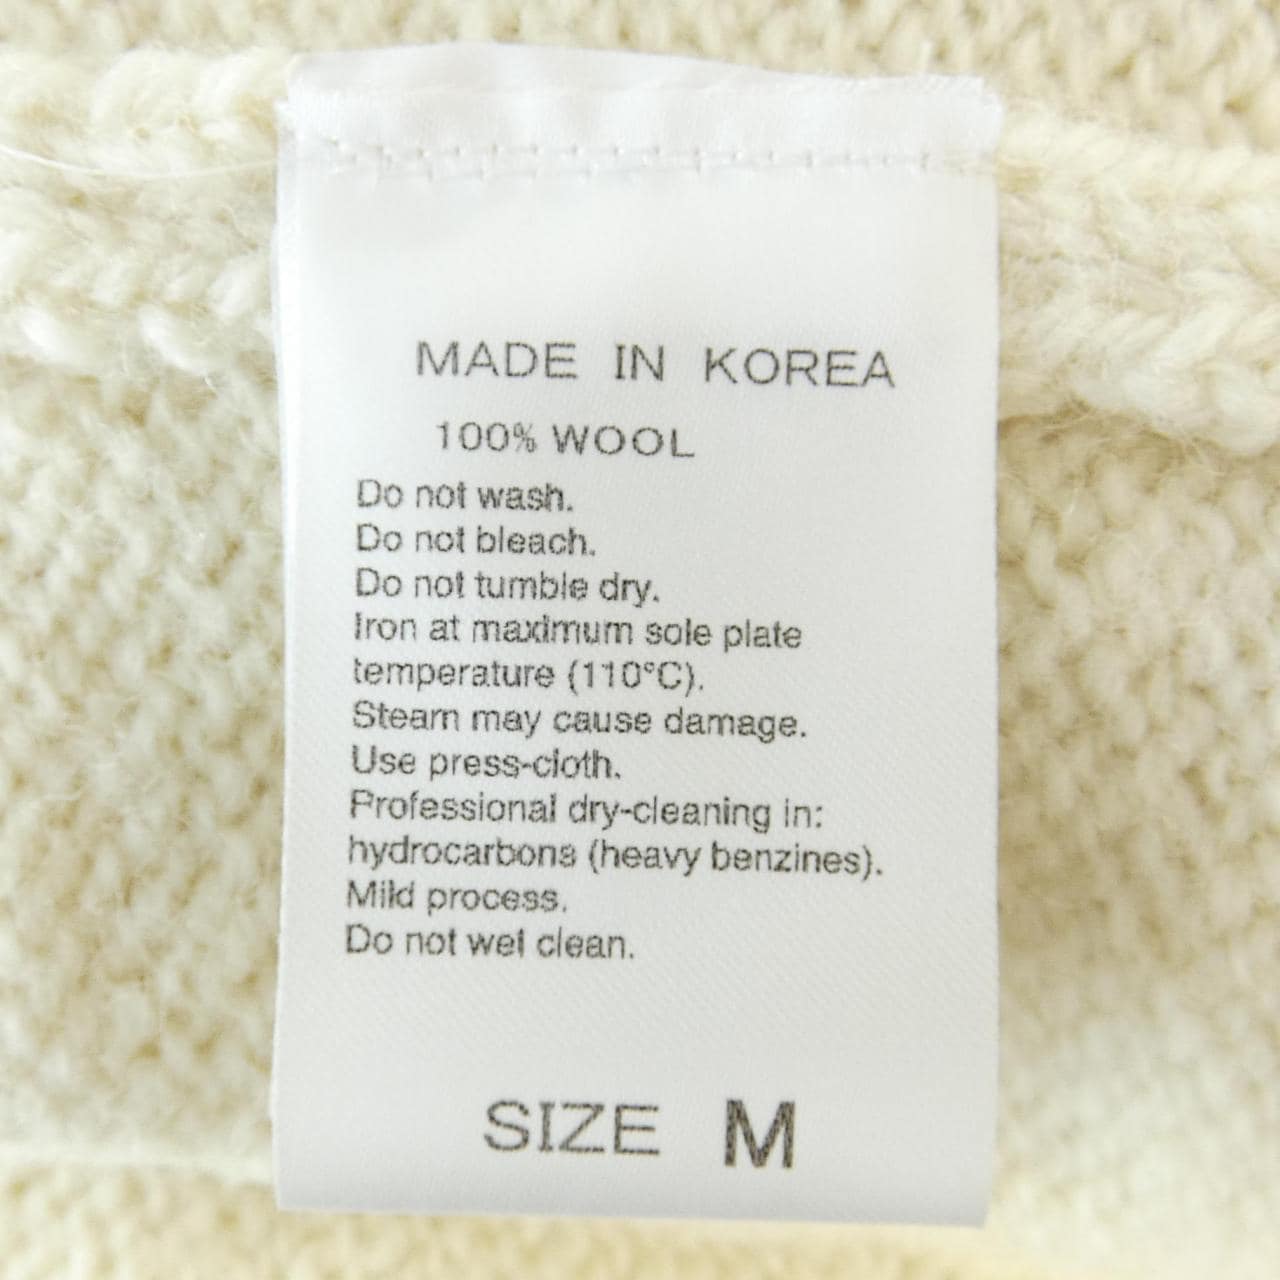 MADE IN KOREA
100% WOOL
Do not wash.
Do not bleach.
Do not tumble dry.
Iron at maximum sole plate
temperature (110°C).
Steam may cause damage.
Use press-cloth.
Professional dry-cleaning in:
hydrocarbons (heavy benzines).
Mild process.
Do not wet clean.
SIZE M